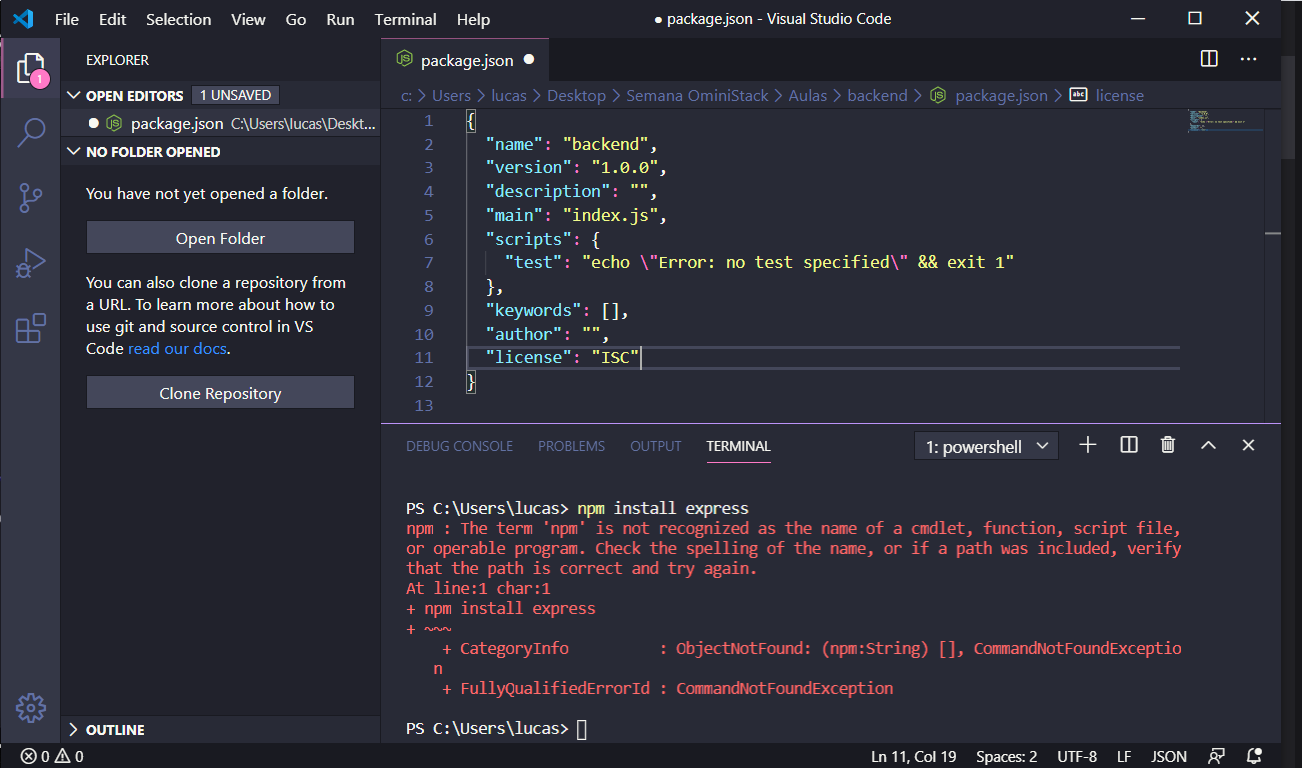 File Edit Selection View Go Run Terminal Help ● package.json - Visual Studio Code
EXPLORER
1
OPEN EDITORS 1 UNSAVED
package.json C:\Users\lucas\Deskt...
NO FOLDER OPENED
You have not yet opened a folder.
Open Folder
You can also clone a repository from
a URL. To learn more about how to
use git and source control in VS
Code read our docs.
Clone Repository
OUTLINE
package.json
c: > Users > lucas > Desktop > Semana OminiStack > Aulas > backend > package.json > abc license
1 {
2 "name": "backend",
3 "version": "1.0.0",
4 "description": "",
5 "main": "index.js",
6 "scripts": {
7 "test": "echo \"Error: no test specified\" && exit 1"
8 },
9 "keywords": [],
10 "author": "",
11 "license": "ISC"
12 }
13
DEBUG CONSOLE PROBLEMS OUTPUT TERMINAL 1: powershell
PS C:\Users\lucas> npm install express
npm : The term 'npm' is not recognized as the name of a cmdlet, function, script file,
or operable program. Check the spelling of the name, or if a path was included, verify
that the path is correct and try again.
At line:1 char:1
+ npm install express
+ ~~~
+ CategoryInfo : ObjectNotFound: (npm:String) [], CommandNotFoundExceptio
n
+ FullyQualifiedErrorId : CommandNotFoundException
PS C:\Users\lucas>
0 0 Ln 11, Col 19 Spaces: 2 UTF-8 LF JSON